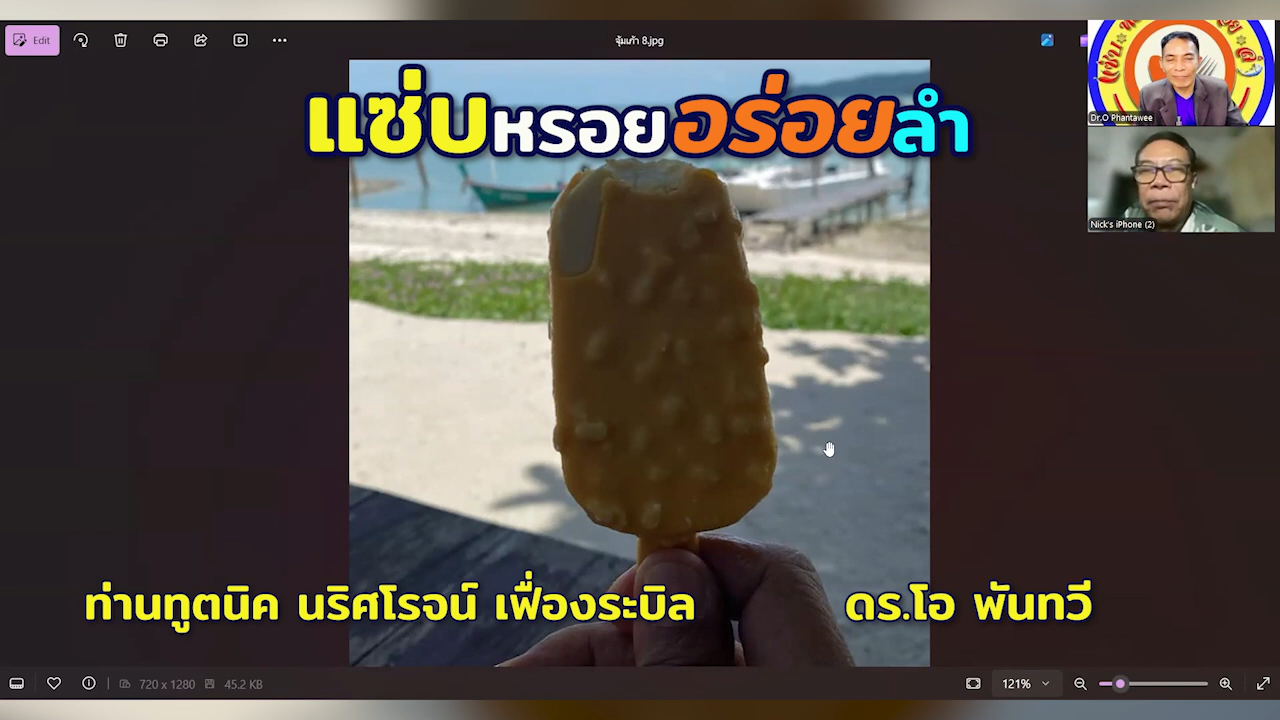 Edit
จุ้มเก้า 8.jpg
แซ่บหรอยอร่อยลำ
Dr.O Phantawee
Nick's iPhone (2)
ท่านทูตนิค นริศโรจน์ เฟื่องระบิล
ดร.โอ พันทวี
720 x 1280
45.2 KB
121%